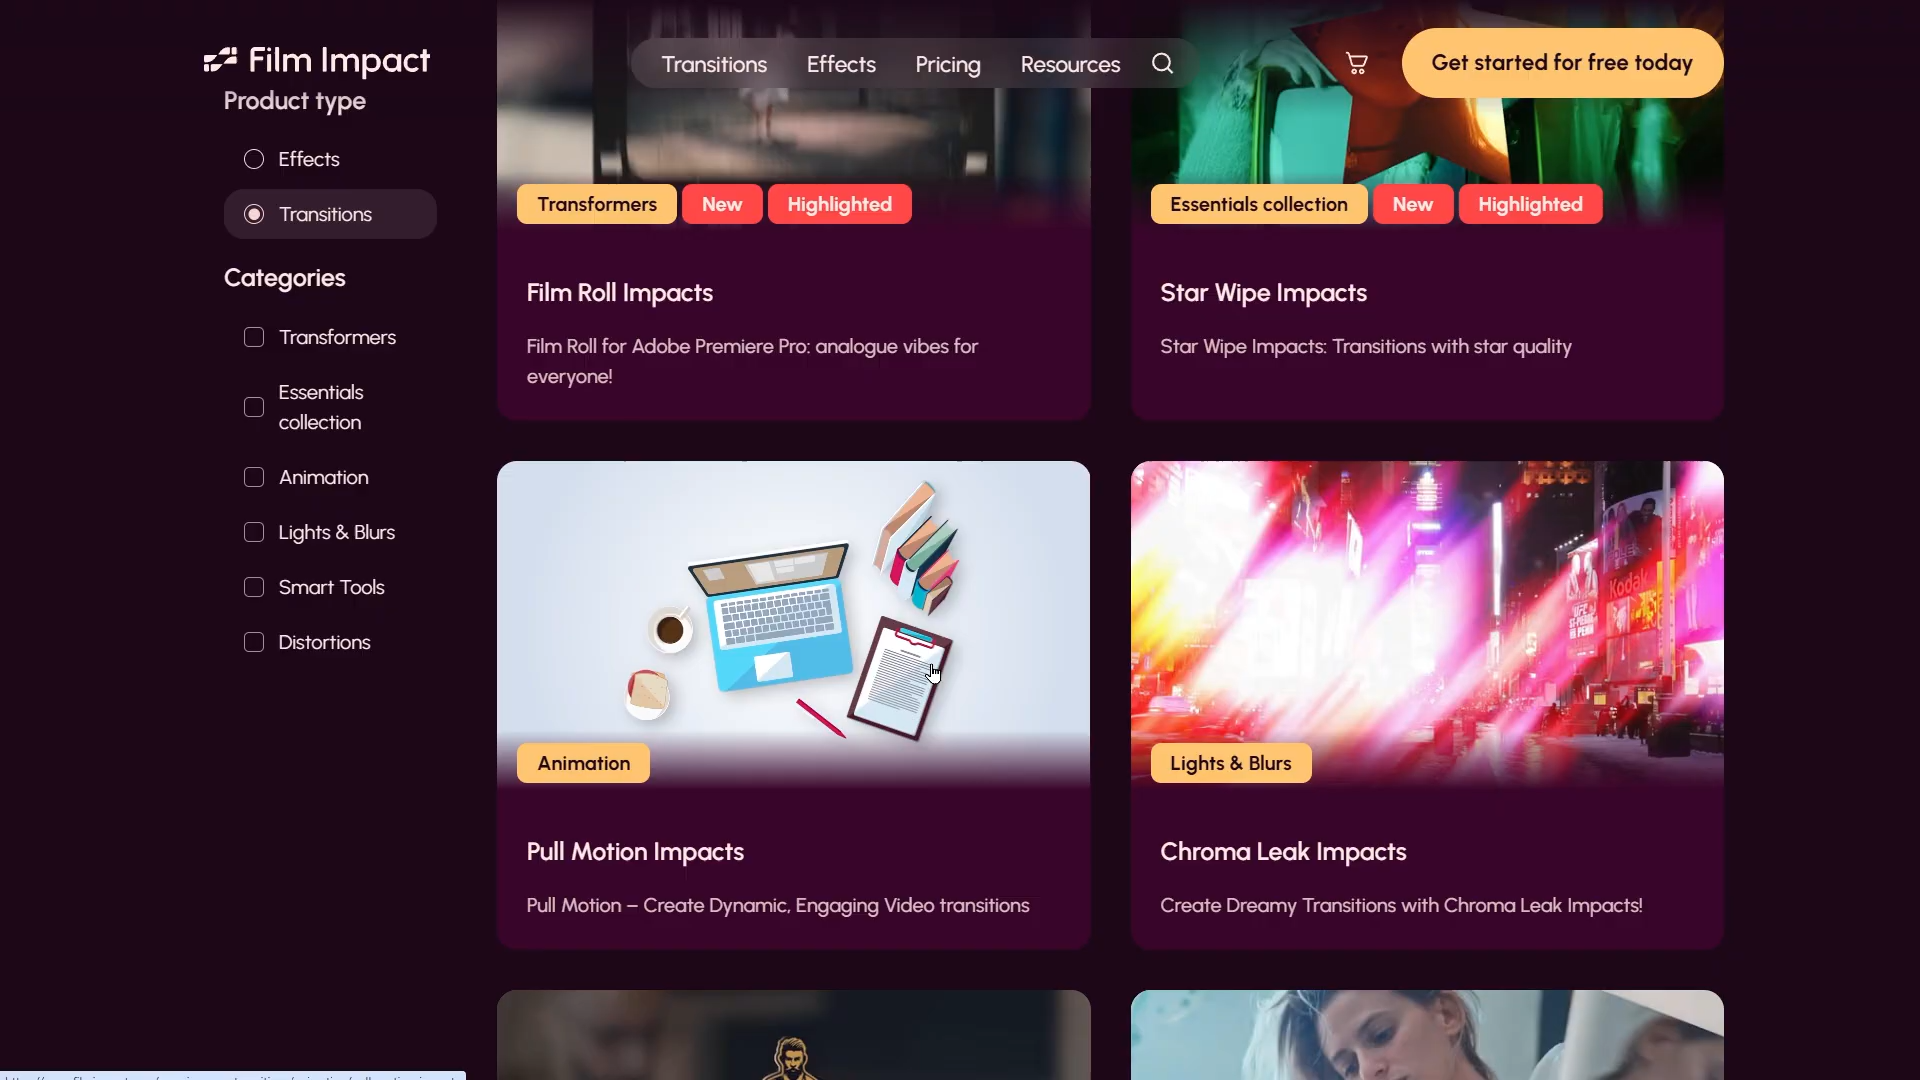 Film Impact
Transitions
Effects
Pricing
Resources
Get started for free today
Product type
Effects
Transitions
Categories
Transformers
Essentials
collection
Animation
Lights & Blurs
Smart Tools
Distortions
Transformers
New
Highlighted
Film Roll Impacts
Film Roll for Adobe Premiere Pro: analogue vibes for
everyone!
Essentials collection
New
Highlighted
Star Wipe Impacts
Star Wipe Impacts: Transitions with star quality
Animation
Pull Motion Impacts
Pull Motion – Create Dynamic, Engaging Video transitions
Kodak
Lights & Blurs
Chroma Leak Impacts
Create Dreamy Transitions with Chroma Leak Impacts!